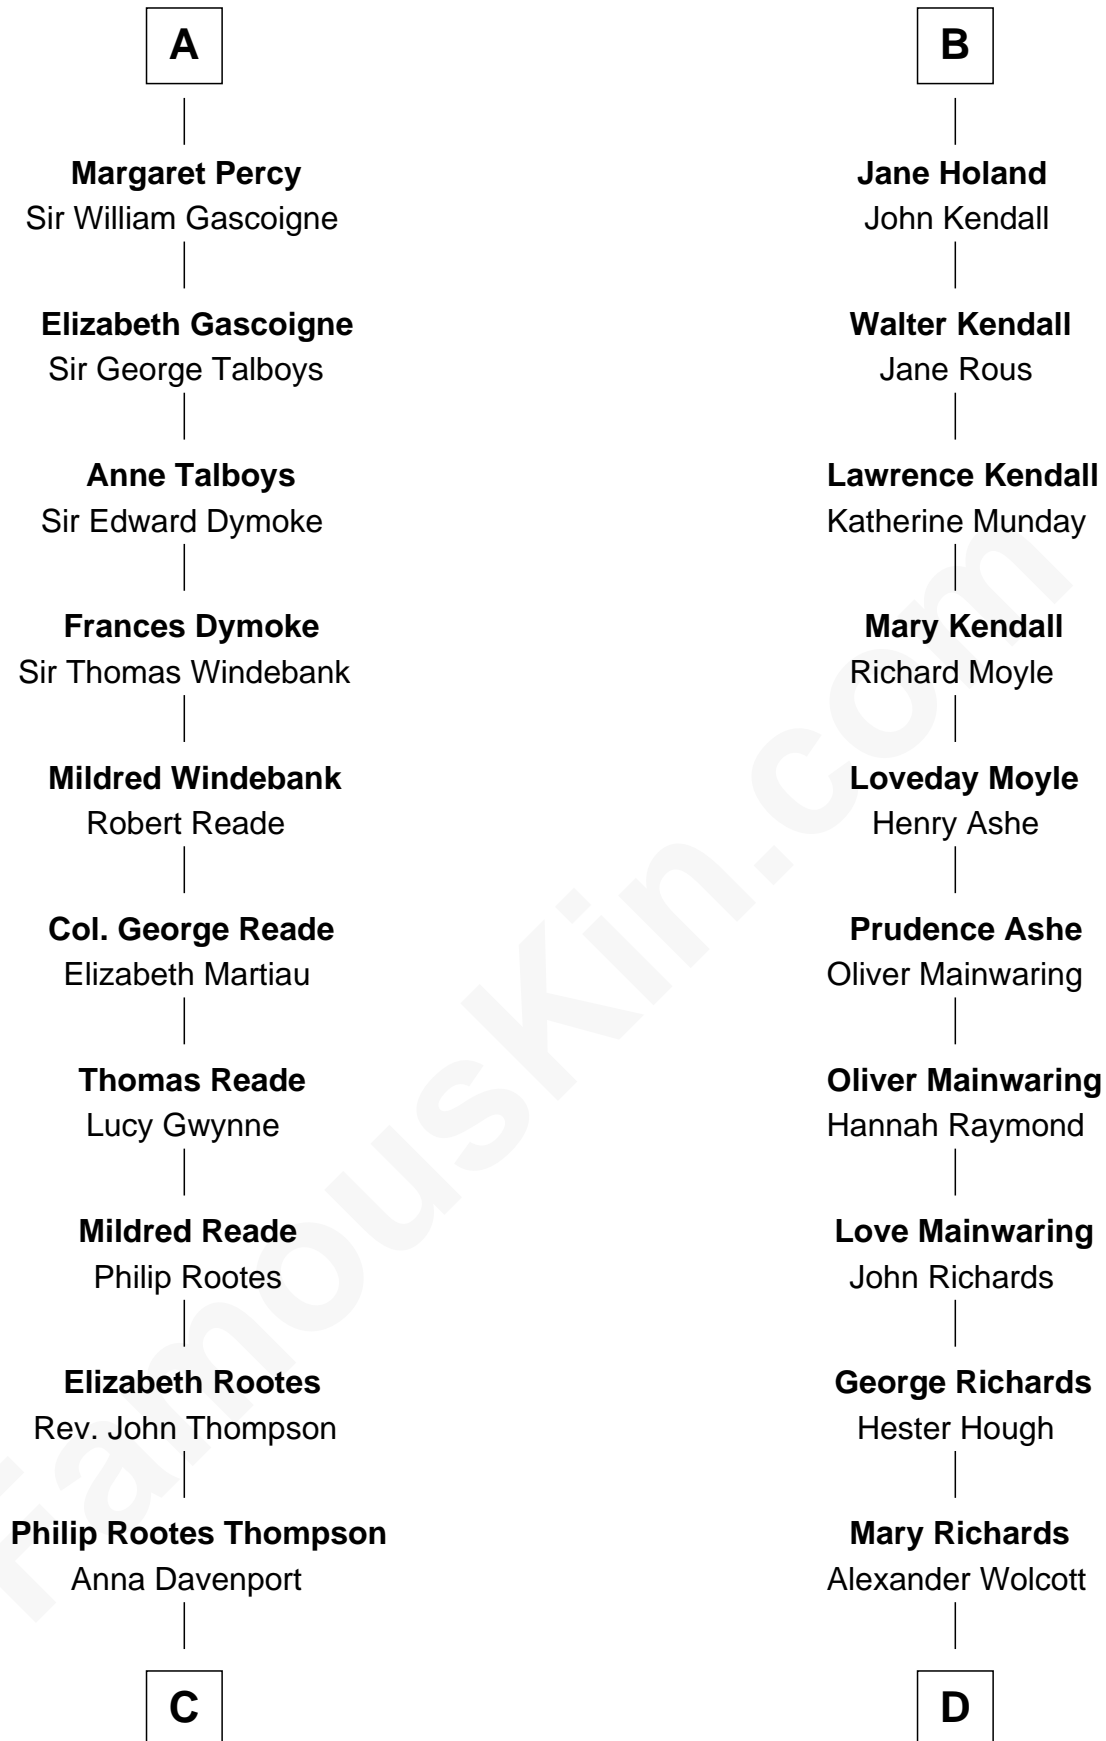 A
Margaret Percy
Sir William Gascoigne
Elizabeth Gascoigne
Sir George Talboys
Anne Talboys
Sir Edward Dymoke
Frances Dymoke
Sir Thomas Windebank
Mildred Windebank
Robert Reade
Col. George Reade
Elizabeth Martiau
Thomas Reade
Lucy Gwynne
Mildred Reade
Philip Rootes
Elizabeth Rootes
Rev. John Thompson
Philip Rootes Thompson
Anna Davenport
C
B
Jane Holand
John Kendall
Walter Kendall
Jane Rous
Lawrence Kendall
Katherine Munday
Mary Kendall
Richard Moyle
Loveday Moyle
Henry Ashe
Prudence Ashe
Oliver Mainwaring
Oliver Mainwaring
Hannah Raymond
Love Mainwaring
John Richards
George Richards
Hester Hough
Mary Richards
Alexander Wolcott
D
FamousKin.com